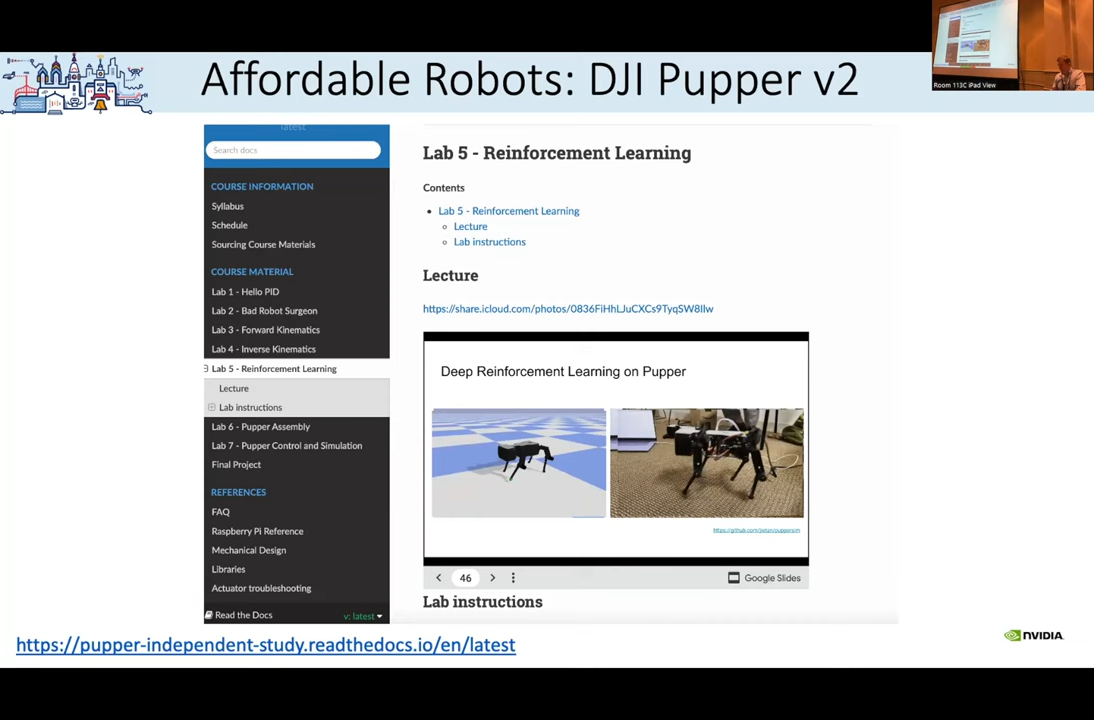 Affordable Robots: DJI Pupper v2
Room 113C iPad View
latest
Search docs
COURSE INFORMATION
Syllabus
Schedule
Sourcing Course Materials
COURSE MATERIAL
Lab 1 - Hello PID
Lab 2 - Bad Robot Surgeon
Lab 3 - Forward Kinematics
Lab 4 - Inverse Kinematics
Lab 5 - Reinforcement Learning
Lecture
Lab instructions
Lab 6 - Pupper Assembly
Lab 7 - Pupper Control and Simulation
Final Project
REFERENCES
FAQ
Raspberry Pi Reference
Mechanical Design
Libraries
Actuator troubleshooting
Read the Docs
v: latest
Lab 5 - Reinforcement Learning
Contents
Lab 5 - Reinforcement Learning
Lecture
Lab instructions
Lecture
https://share.icloud.com/photos/0836FiHhLJuCXCs9TyqSW8IIw
Deep Reinforcement Learning on Pupper
https://github.com/jietan/puppersim
46
Google Slides
Lab instructions
https://pupper-independent-study.readthedocs.io/en/latest
NVIDIA